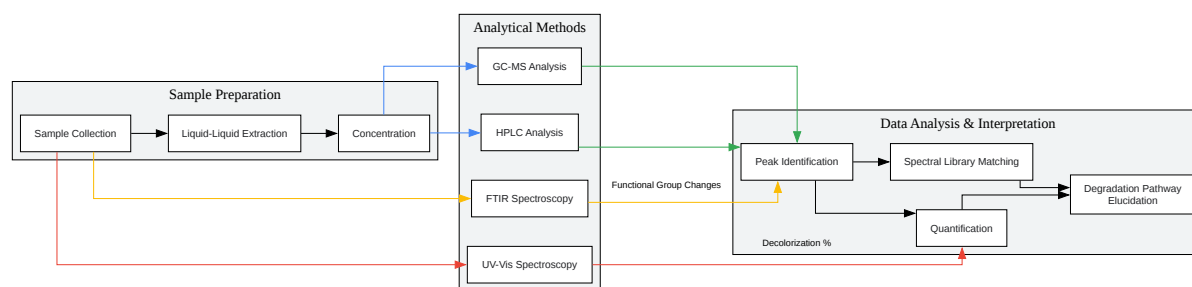 Analytical Methods
GC-MS Analysis
Sample Preparation
Sample Collection
Liquid-Liquid Extraction
Concentration
HPLC Analysis
Data Analysis & Interpretation
Peak Identification
Spectral Library Matching
Functional Group Changes
FTIR Spectroscopy
Degradation Pathway
Elucidation
Quantification
Decolorization %
UV-Vis Spectroscopy